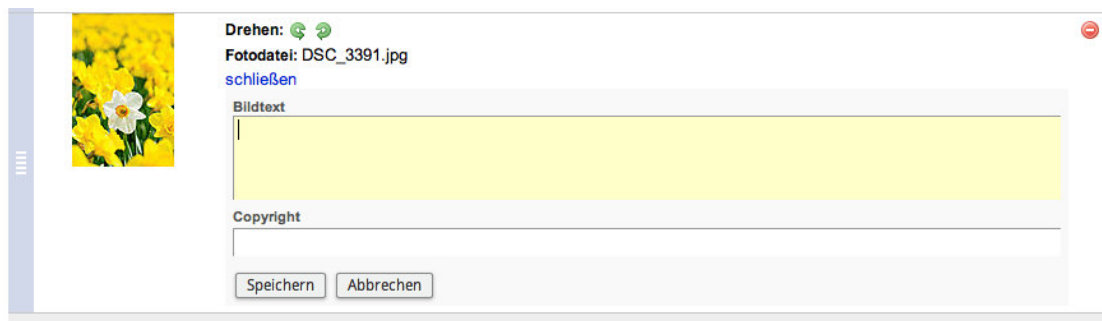 Drehen:
Fotodatei: DSC_3391.jpg
schließen
Bildtext
Copyright
Speichern Abbrechen